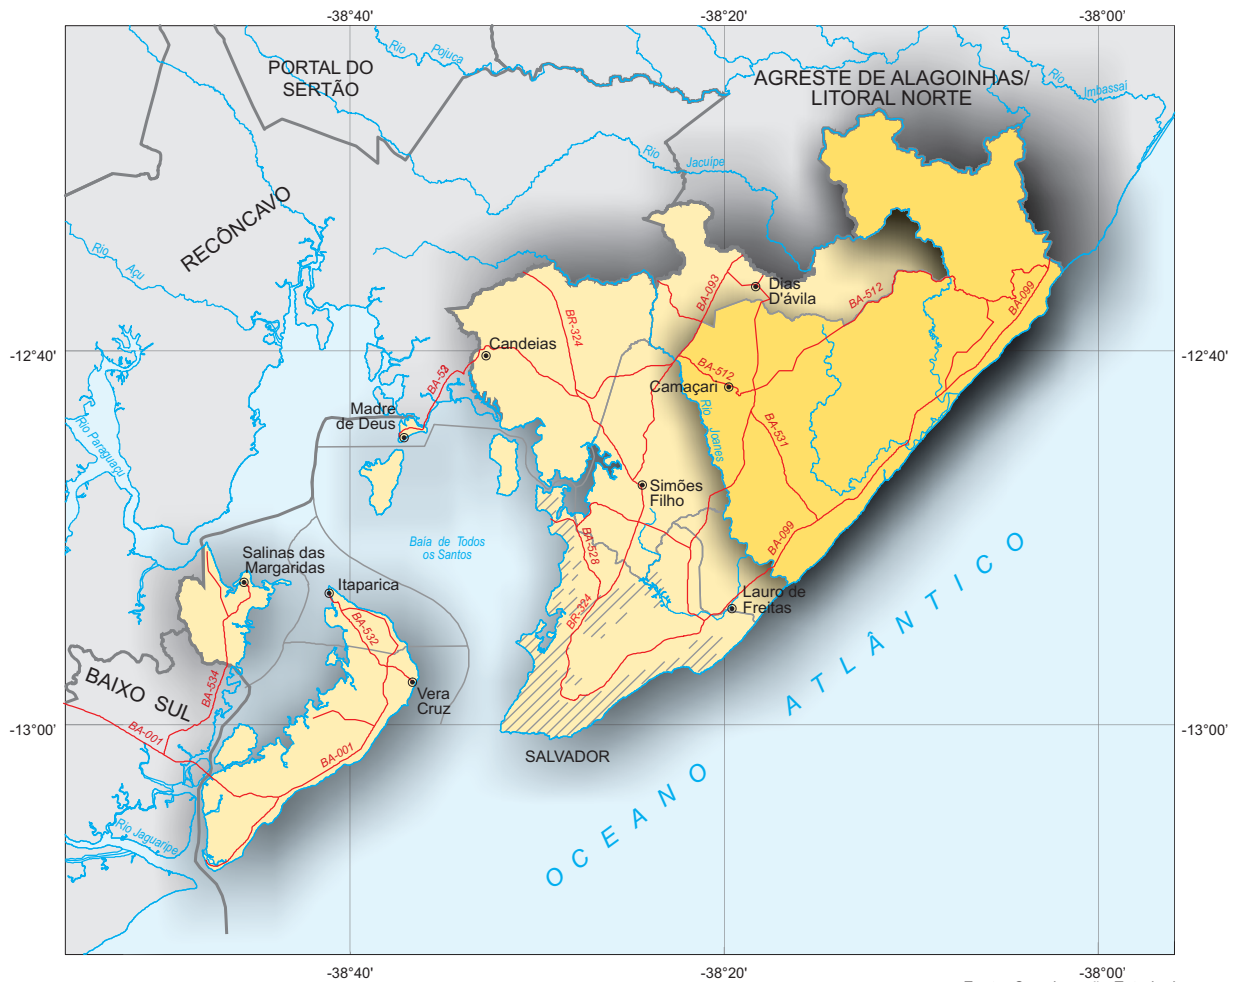 -38°40'
-38°20'
-38°00'
PORTAL DO
SERTÃO
Rio
Pojuca
AGRESTE DE ALAGOINHAS/
LITORAL NORTE
Rio
Imbassaí
Rio
Jacuípe
RECÔNCAVO
Rio
Açu
Dias
D'ávila
BA-093
BA-512
BA-099
BR-324
Candeias
-12°40'
-12°40'
BA-512
Camaçari
BA-523
Madre
de Deus
Rio
Joanes
BA-531
Rio Paraguaçu
Simões
Filho
Baia de Todos
os Santos
BA-528
BA-099
Salinas das
Margaridas
Itaparica
Lauro de
Freitas
BR-324
BA-532
BAIXO SUL
BA-534
Vera
Cruz
-13°00'
-13°00'
BA-001
BA-001
SALVADOR
OCEANO ATLÂNTICO
Rio Jaguaripe
-38°40'
-38°20'
-38°00'